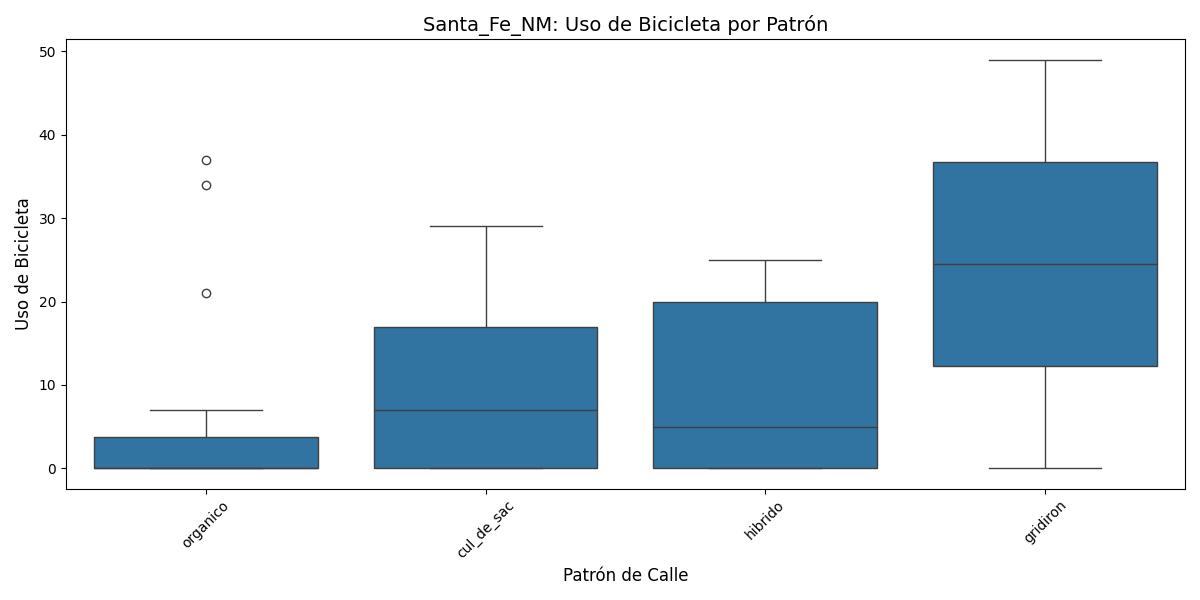 Santa_Fe_NM: Uso de Bicicleta por Patrón
Uso de Bicicleta
50
40
30
20
10
0
organico
cul_de_sac
hibrido
gridiron
Patrón de Calle